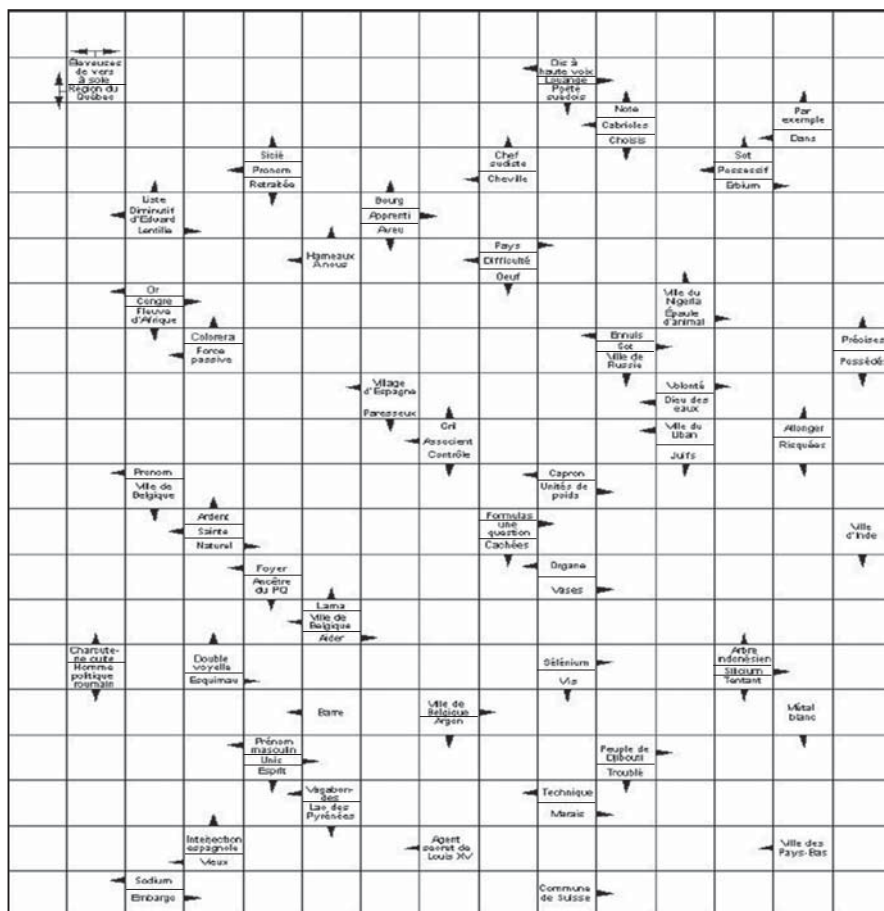 Éleveuses
de vers
à soie
Région du
Québec
Dis à
haute voix
Louange
Poète
suédois
Note
Cabrioles
Choisis
Par
exemple
Dans
Scié
Pronom
Retraitée
Chef
sudiste
Cheville
Sot
Possessif
Erbium
Liste
Diminutif
d'Edward
Lentille
Bourg
Apprenti
Aveu
Hameaux
À nous
Pays
Difficulté
Oeuf
Or
Congre
Fleuve
d'Afrique
Ville du
Nigeria
Épaule
d'animal
Colorera
Force
passive
Ennuis
Sot
Ville de
Russie
Précises
Possédé
Village
d'Espagne
Paresseux
Volonté
Dieu des
eaux
Gril
Associent
Contrôle
Ville du
Liban
Juifs
Allonger
Risquées
Pronom
Ville de
Belgique
Capron
Unités de
poids
Ardent
Sainte
Naturel
Formulas
une
question
Cachées
Ville
d'Inde
Foyer
Ancêtre
du PQ
Organe
Vases
Lama
Ville de
Belgique
Aider
Charcute-
rie cuite
Homme
politique
roumain
Double
voyelle
Esquimau
Sélénium
Vis
Arbre
indonésien
Silicium
Tentant
Barre
Ville de
Belgique
Argon
Métal
blanc
Prénom
masculin
Unis
Esprit
Peuple de
Djibouti
Troublé
Vagabon-
des
Lac des
Pyrénées
Technique
Marais
Interjection
espagnole
Vieux
Agent
secret de
Louis XV
Ville des
Pays-Bas
Sodium
Embargo
Commune
de Suisse